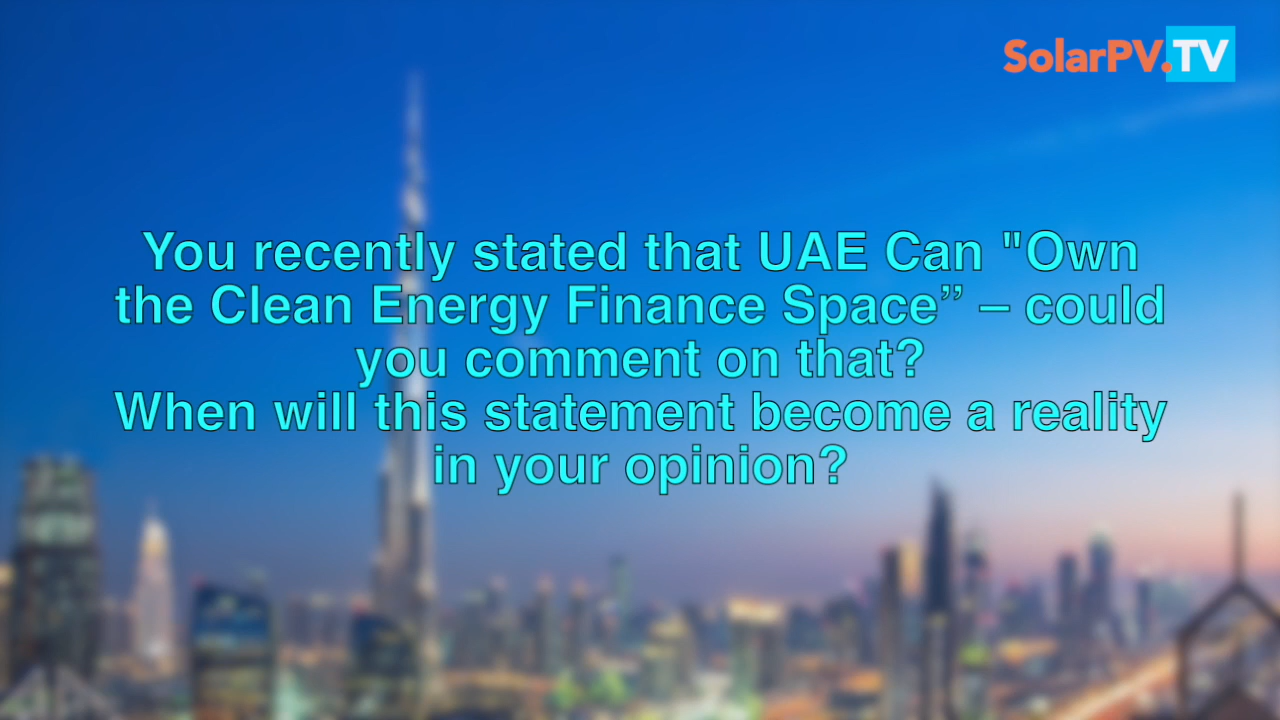 SolarPV.TV
You recently stated that UAE Can "Own
the Clean Energy Finance Space” – could
you comment on that?
When will this statement become a reality
in your opinion?